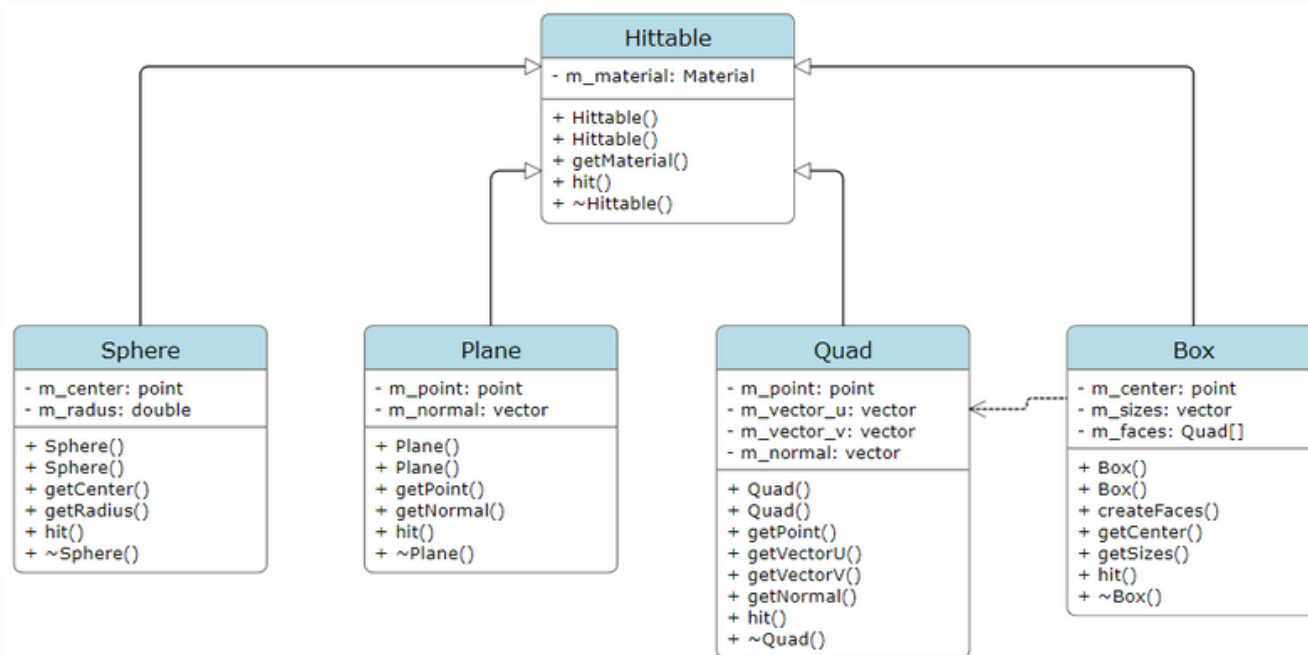 Hittable
- m_material: Material
+ Hittable()
+ Hittable()
+ getMaterial()
+ hit()
+ ~Hittable()
Sphere
- m_center: point
- m_radus: double
+ Sphere()
+ Sphere()
+ getCenter()
+ getRadius()
+ hit()
+ ~Sphere()
Plane
- m_point: point
- m_normal: vector
+ Plane()
+ Plane()
+ getPoint()
+ getNormal()
+ hit()
+ ~Plane()
Quad
- m_point: point
- m_vector_u: vector
- m_vector_v: vector
- m_normal: vector
+ Quad()
+ Quad()
+ getPoint()
+ getVectorU()
+ getVectorV()
+ getNormal()
+ hit()
+ ~Quad()
Box
- m_center: point
- m_sizes: vector
- m_faces: Quad[]
+ Box()
+ Box()
+ createFaces()
+ getCenter()
+ getSizes()
+ hit()
+ ~Box()